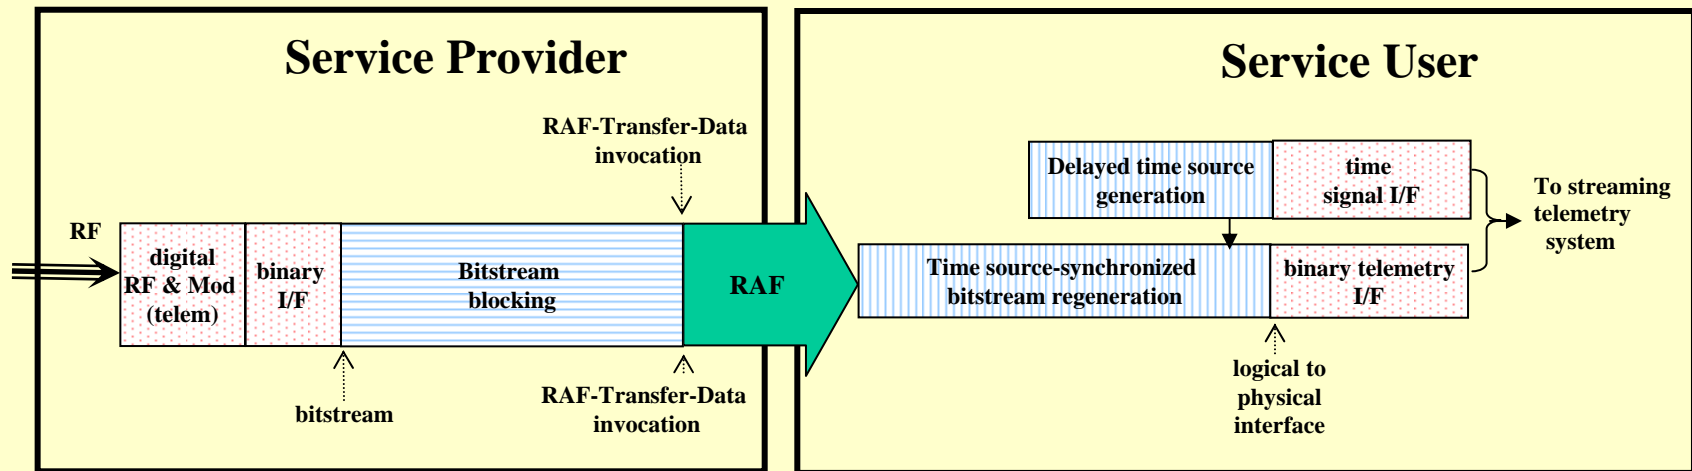 Service Provider
RAF-Transfer-Data
invocation
RF
digital
RF & Mod
(telem)
binary
I/F
Bitstream
blocking
RAF
bitstream
RAF-Transfer-Data
invocation
Service User
Delayed time source
generation
time
signal I/F
To streaming
telemetry
system
Time source-synchronized
bitstream regeneration
binary telemetry
I/F
logical to
physical
interface